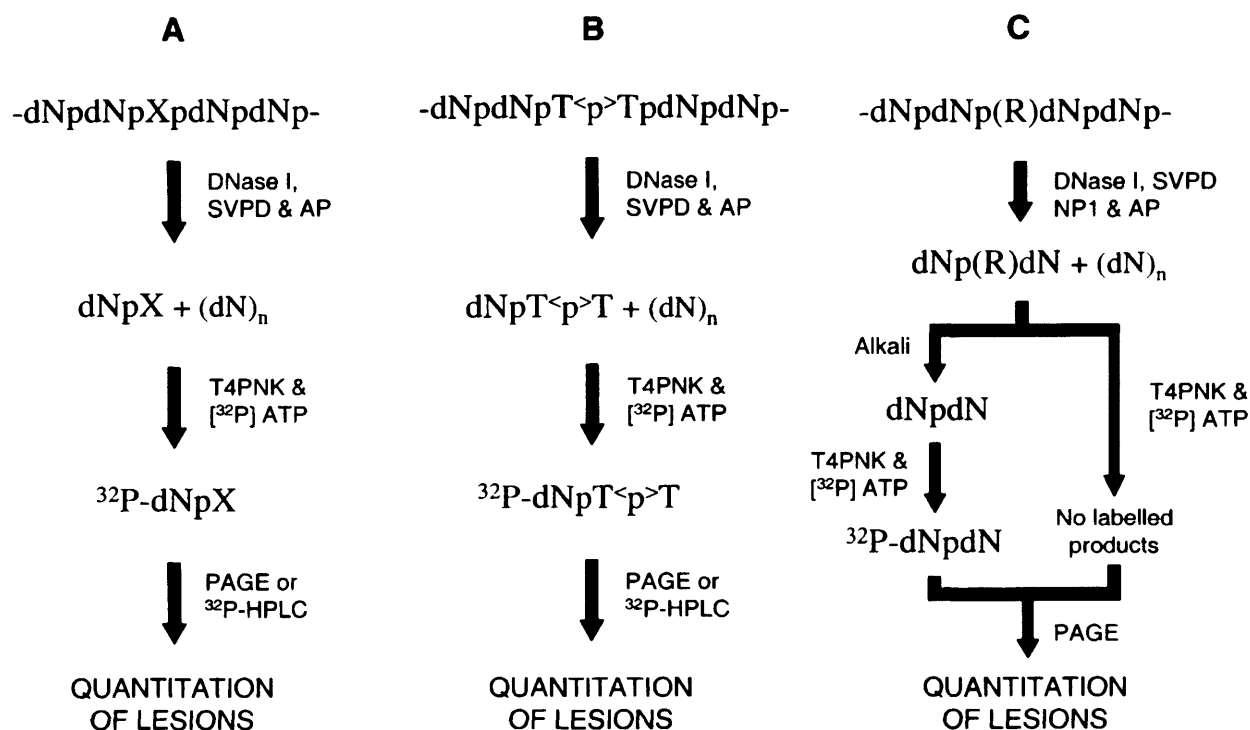 A
-dNpdNpXpdNpdNp-
DNase I,
SVPD & AP
dNpX + (dN)ₙ
T4PNK &
[³²P] ATP
³²P-dNpX
PAGE or
³²P-HPLC
QUANTITATION
OF LESIONS
B
-dNpdNpT<p>TpdNpdNp-
DNase I,
SVPD & AP
dNpT<p>T + (dN)ₙ
T4PNK &
[³²P] ATP
³²P-dNpT<p>T
PAGE or
³²P-HPLC
QUANTITATION
OF LESIONS
C
-dNpdNp(R)dNpdNp-
DNase I, SVPD
NP1 & AP
dNp(R)dN + (dN)ₙ
Alkali
dNpdN
T4PNK &
[³²P] ATP
³²P-dNpdN
T4PNK &
[³²P] ATP
No labelled
products
PAGE
QUANTITATION
OF LESIONS